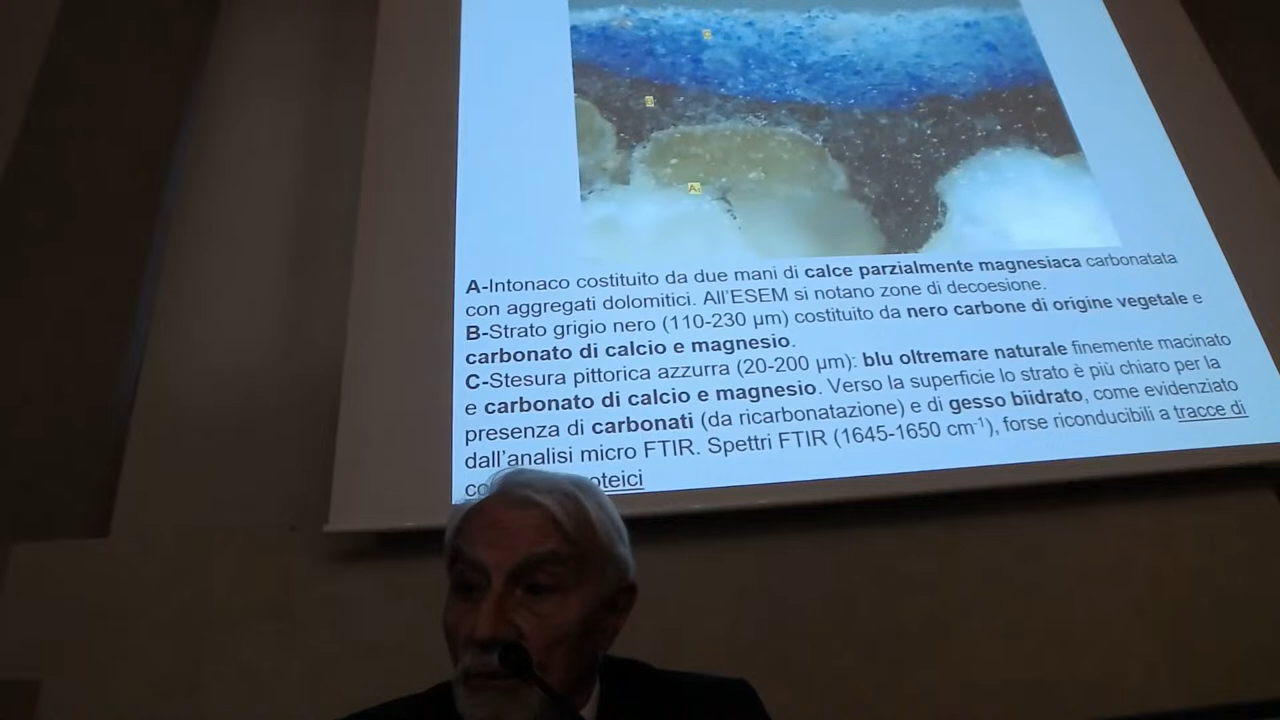 C
B
A
A-Intonaco costituito da due mani di calce parzialmente magnesiaca carbonatata
con aggregati dolomitici. All'ESEM si notano zone di decoesione.
B-Strato grigio nero (110-230 µm) costituito da nero carbone di origine vegetale e
carbonato di calcio e magnesio.
C-Stesura pittorica azzurra (20-200 µm): blu oltremare naturale finemente macinato
e carbonato di calcio e magnesio. Verso la superficie lo strato è più chiaro per la
presenza di carbonati (da ricarbonatazione) e di gesso biidrato, come evidenziato
dall'analisi micro FTIR. Spettri FTIR (1645-1650 cm-1), forse riconducibili a tracce di